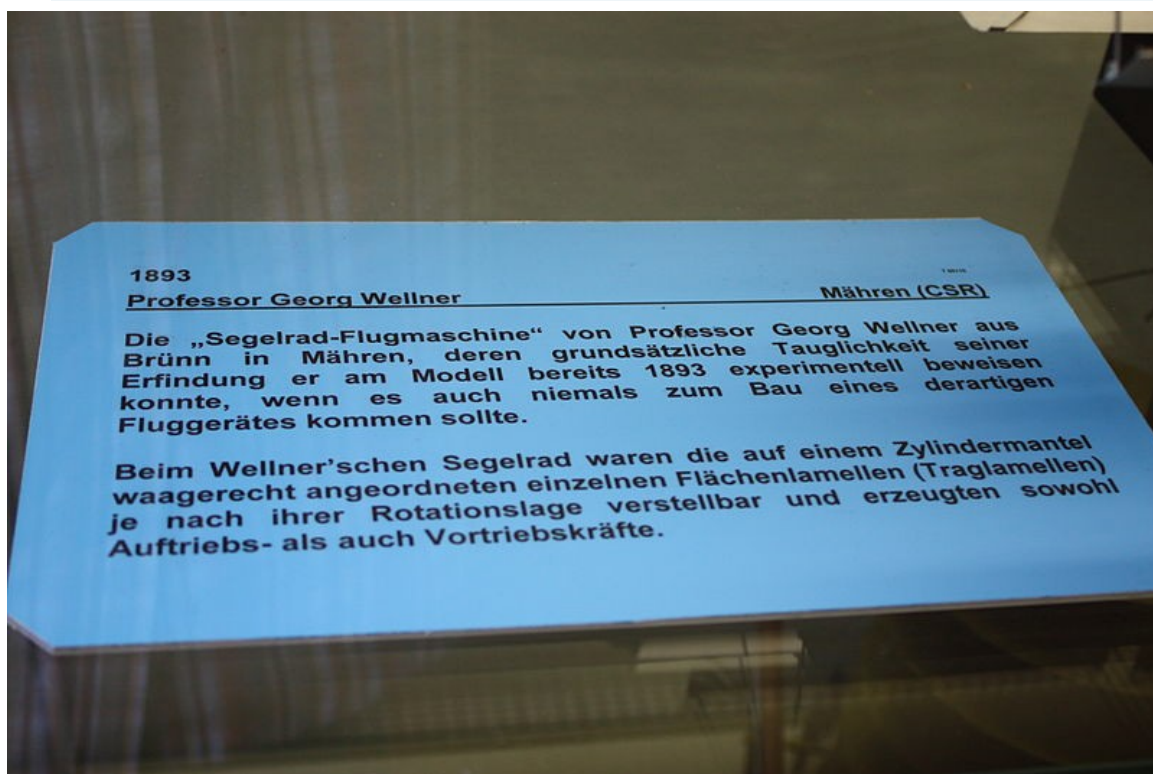 1893
Professor Georg Wellner Mähren (CSR)
Die „Segelrad-Flugmaschine“ von Professor Georg Wellner aus
Brünn in Mähren, deren grundsätzliche Tauglichkeit seiner
Erfindung er am Modell bereits 1893 experimentell beweisen
konnte, wenn es auch niemals zum Bau eines derartigen
Fluggerätes kommen sollte.
Beim Wellner’schen Segelrad waren die auf einem Zylindermantel
waagerecht angeordneten einzelnen Flächenlamellen (Traglamellen)
je nach ihrer Rotationslage verstellbar und erzeugten sowohl
Auftriebs- als auch Vortriebskräfte.